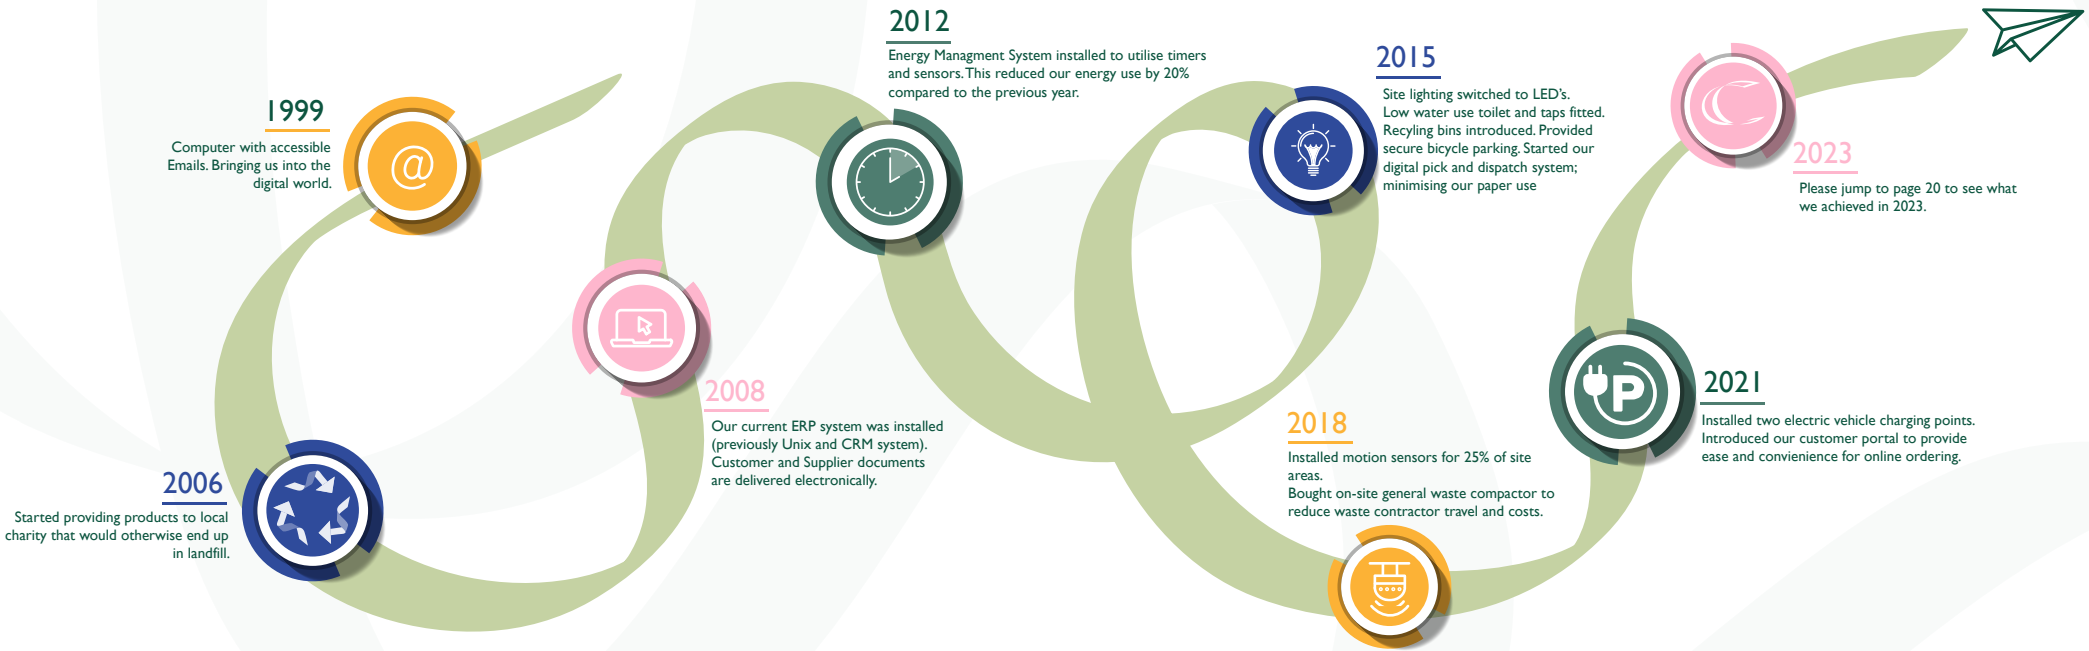 1999
Computer with accessible
Emails. Bringing us into the
digital world.
2006
Started providing products to local
charity that would otherwise end up
in landfill.
2008
Our current ERP system was installed
(previously Unix and CRM system).
Customer and Supplier documents
are delivered electronically.
2012
Energy Managment System installed to utilise timers
and sensors. This reduced our energy use by 20%
compared to the previous year.
2015
Site lighting switched to LED's.
Low water use toilet and taps fitted.
Recyling bins introduced. Provided
secure bicycle parking. Started our
digital pick and dispatch system;
minimising our paper use
2018
Installed motion sensors for 25% of site
areas.
Bought on-site general waste compactor to
reduce waste contractor travel and costs.
2021
Installed two electric vehicle charging points.
Introduced our customer portal to provide
ease and convienience for online ordering.
2023
Please jump to page 20 to see what
we achieved in 2023.
@
P